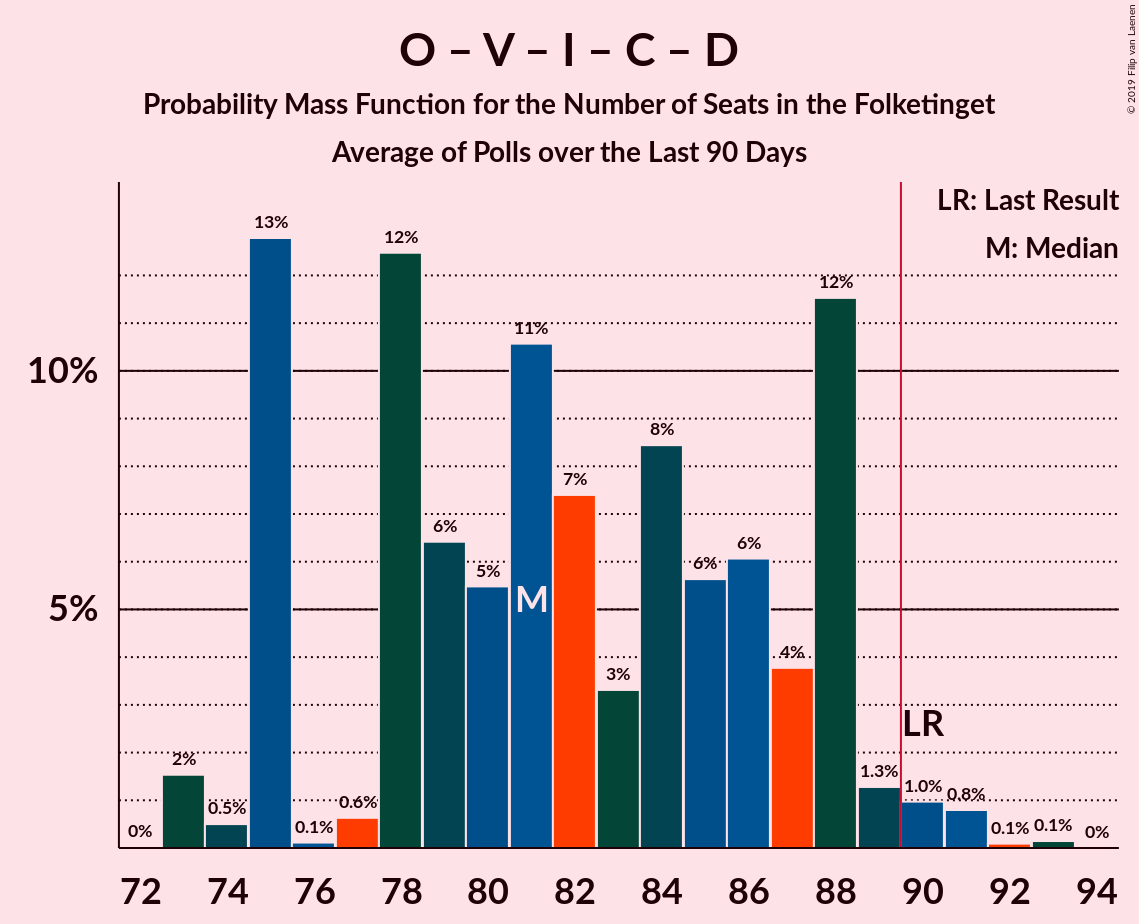 O – V – I – C – D
Probability Mass Function for the Number of Seats in the Folketinget
Average of Polls over the Last 90 Days
© 2019 Filip van Laenen
LR: Last Result
M: Median
10%
5%
0%
2%
0.5%
13%
0.1%
0.6%
12%
6%
5%
11%
7%
3%
8%
6%
6%
4%
12%
1.3%
1.0%
0.8%
0.1%
0.1%
0%
M
LR
72 74 76 78 80 82 84 86 88 90 92 94